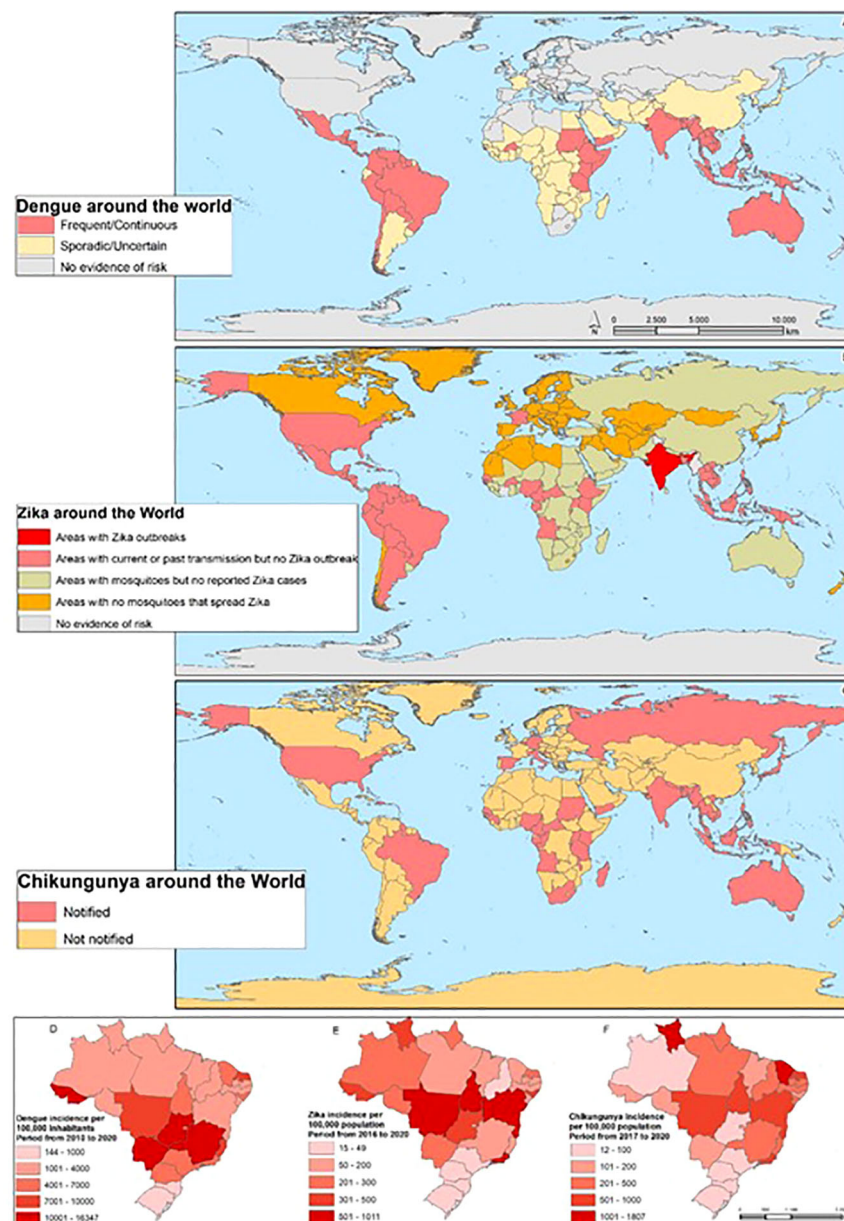 Dengue around the world
Frequent/Continuous
Sporadic/Uncertain
No evidence of risk
N
0 2.500 5.000 10.000
km
Zika around the World
Areas with Zika outbreaks
Areas with current or past transmission but no Zika outbreak
Areas with mosquitoes but no reported Zika cases
Areas with no mosquitoes that spread Zika
No evidence of risk
Chikungunya around the World
Notified
Not notified
D
Dengue incidence per
100,000 Inhabitants
Period from 2010 to 2020
144 - 1000
1001 - 4000
4001 - 7000
7001 - 10000
10001 - 16347
E
Zika incidence per
100,000 population
Period from 2016 to 2020
15 - 49
50 - 200
201 - 300
301 - 500
501 - 1011
F
Chikungunya Incidence
per 100,000 population
Period from 2017 to 2020
12 - 100
101 - 200
201 - 500
501 - 1000
1001 - 1807